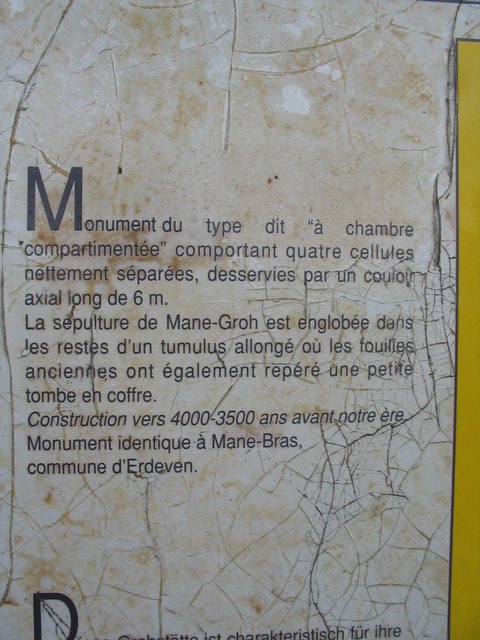 Monument du type dit "à chambre
compartimentée" comportant quatre cellules
nettement séparées, desservies par un couloir
axial long de 6 m.
La sépulture de Mane-Groh est englobée dans
les restes d'un tumulus allongé où les fouilles
anciennes ont également repéré une petite
tombe en coffre.
Construction vers 4000-3500 ans avant notre ère.
Monument identique à Mane-Bras,
commune d'Erdeven.
Grabstätte ist charakteristisch für ihre